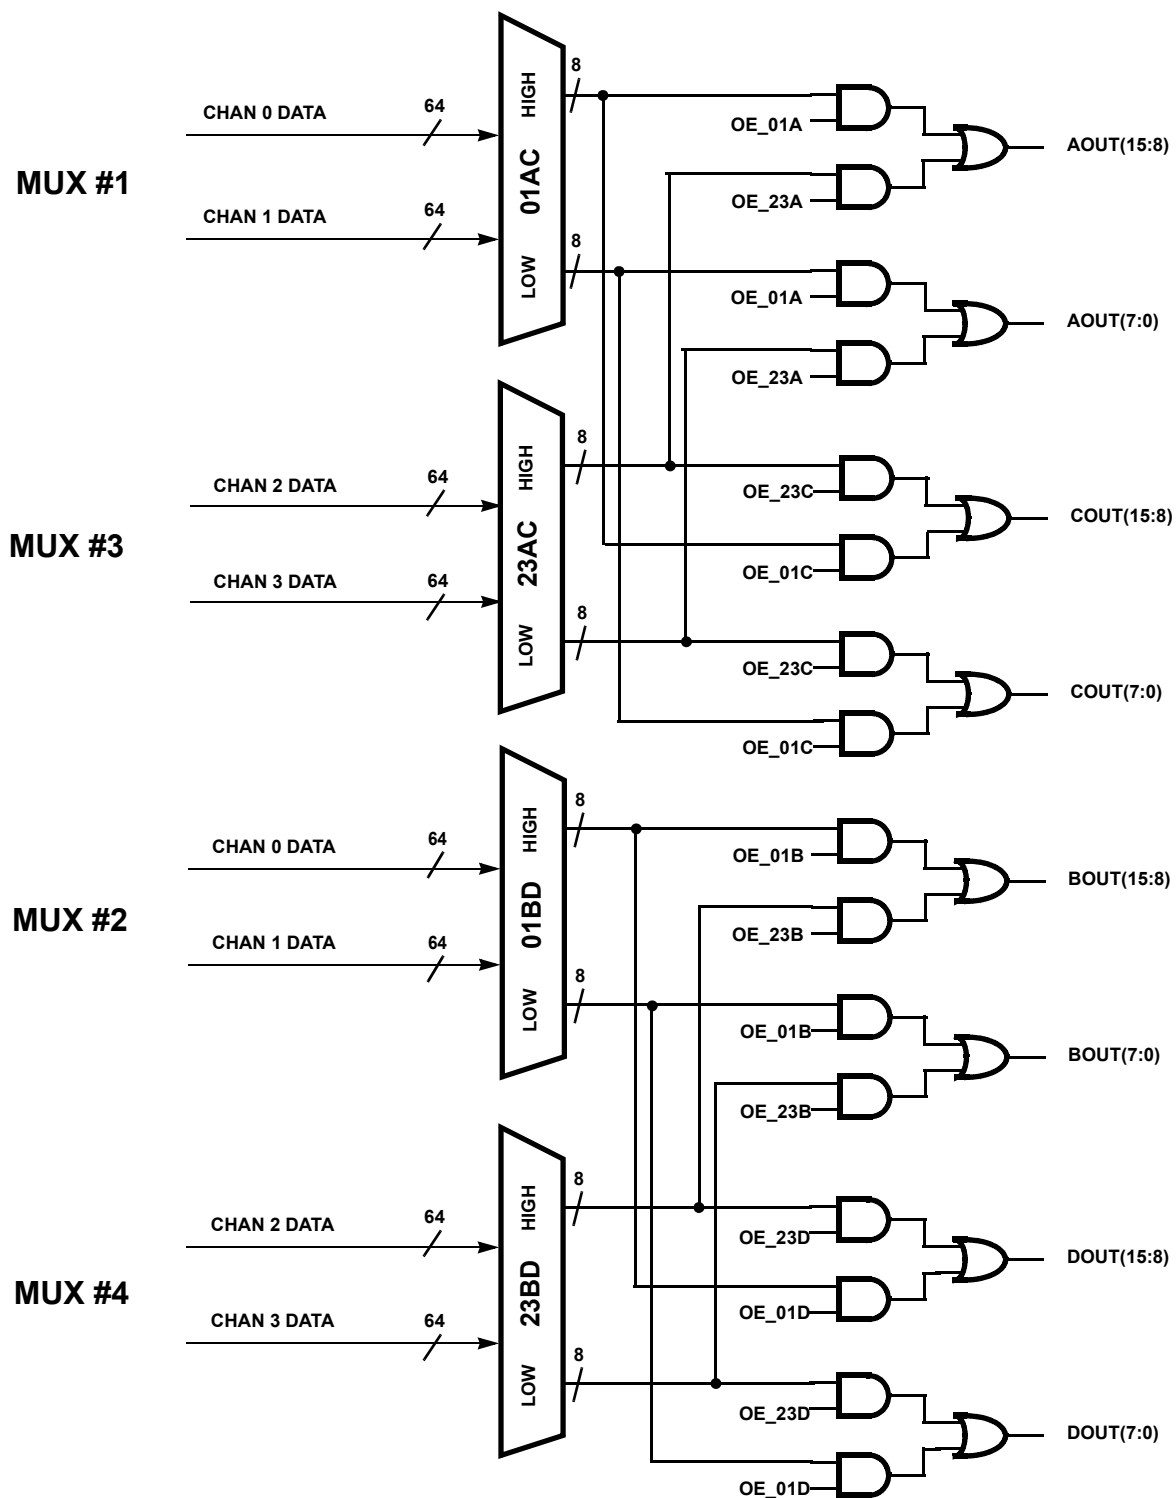 MUX #1
CHAN 0 DATA
64
CHAN 1 DATA
64
HIGH
01AC
LOW
8
8
OE_01A
OE_23A
AOUT(15:8)
OE_01A
OE_23A
AOUT(7:0)
MUX #3
CHAN 2 DATA
64
CHAN 3 DATA
64
HIGH
23AC
LOW
8
8
OE_23C
OE_01C
COUT(15:8)
OE_23C
OE_01C
COUT(7:0)
MUX #2
CHAN 0 DATA
64
CHAN 1 DATA
64
HIGH
01BD
LOW
8
8
OE_01B
OE_23B
BOUT(15:8)
OE_01B
OE_23B
BOUT(7:0)
MUX #4
CHAN 2 DATA
64
CHAN 3 DATA
64
HIGH
23BD
LOW
8
8
OE_23D
OE_01D
DOUT(15:8)
OE_23D
OE_01D
DOUT(7:0)